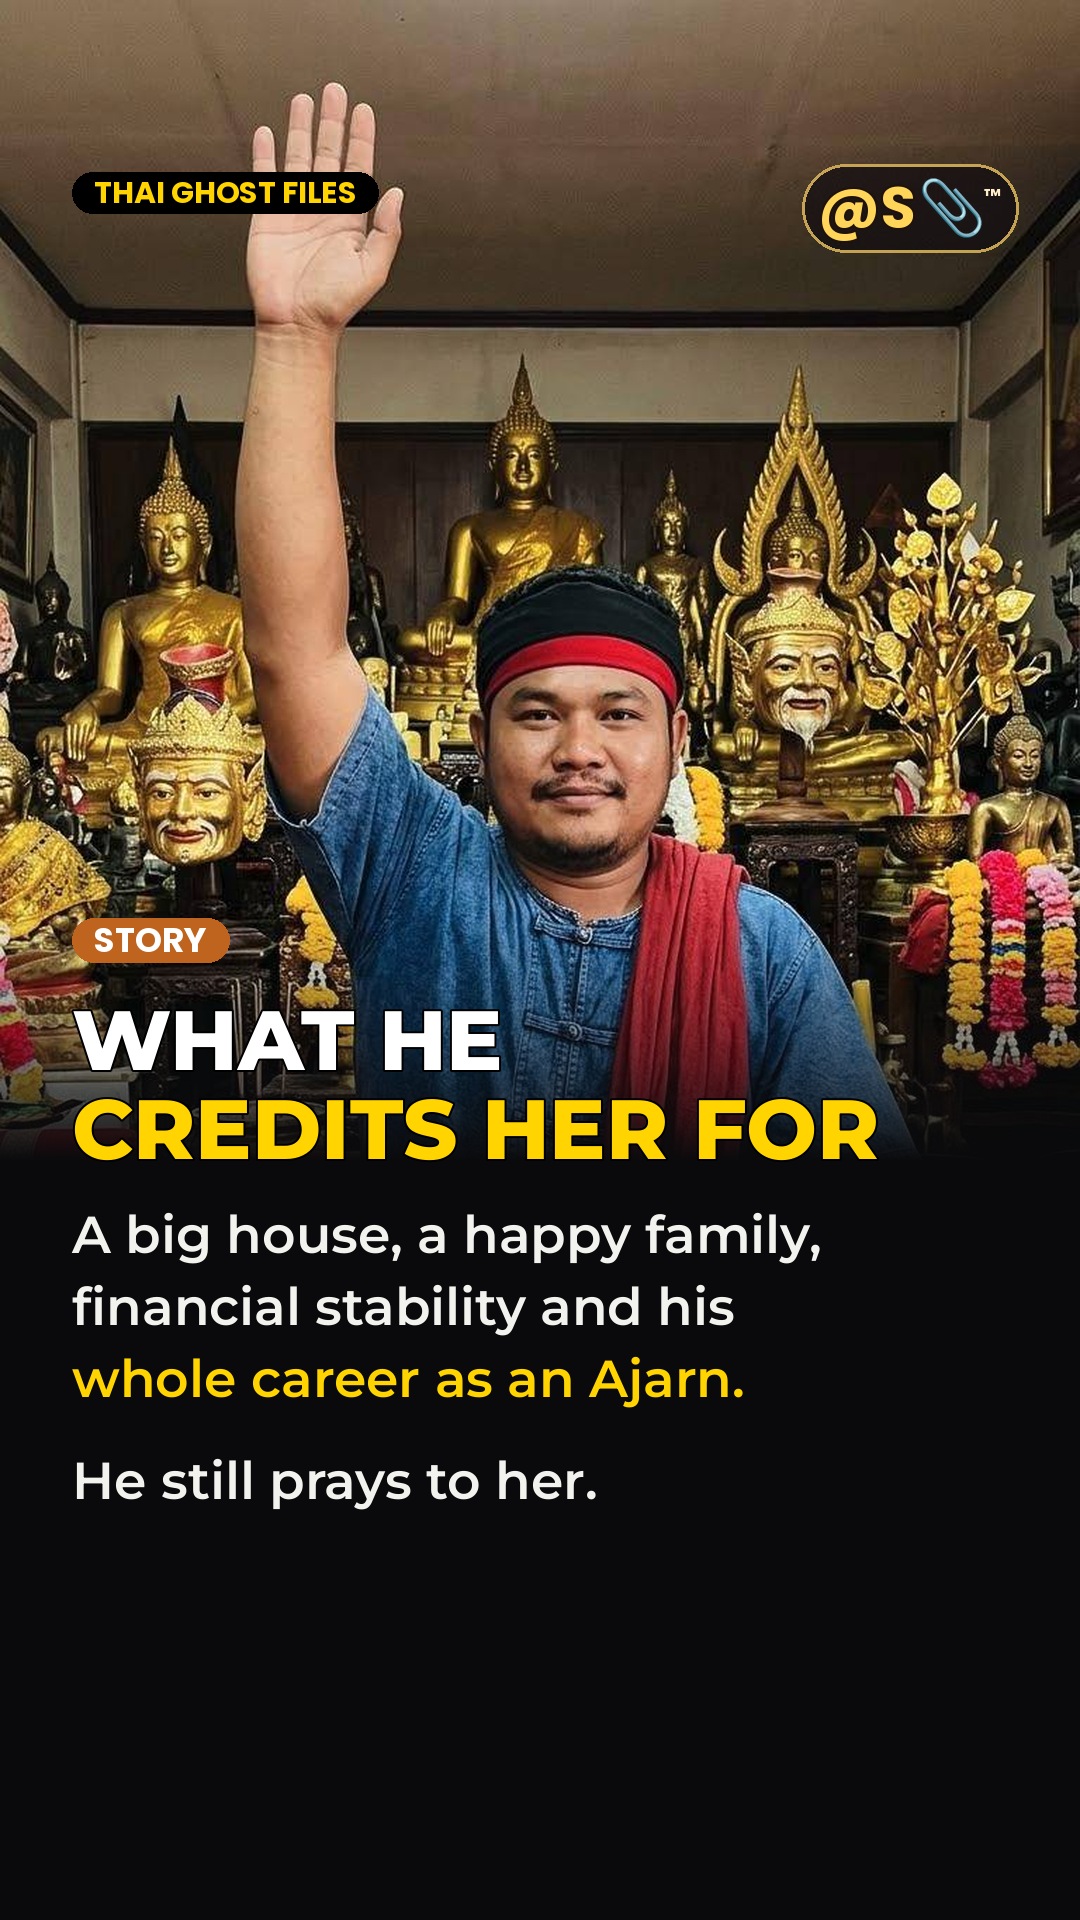 THAI GHOST FILES
@S📎™
STORY
WHAT HE
CREDITS HER FOR
A big house, a happy family,
financial stability and his
whole career as an Ajarn.
He still prays to her.